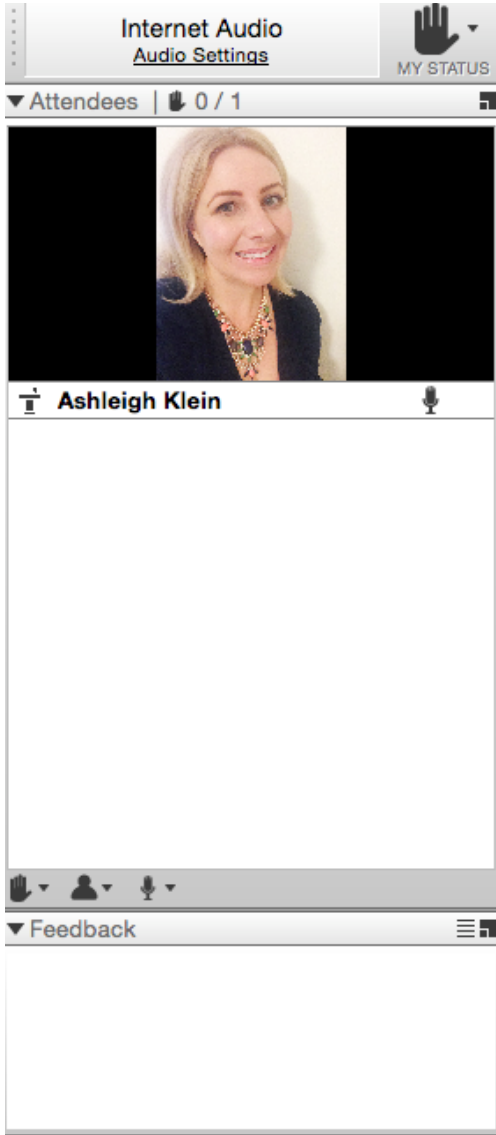 Internet Audio
Audio Settings
MY STATUS
Attendees | 0 / 1
Ashleigh Klein
Feedback